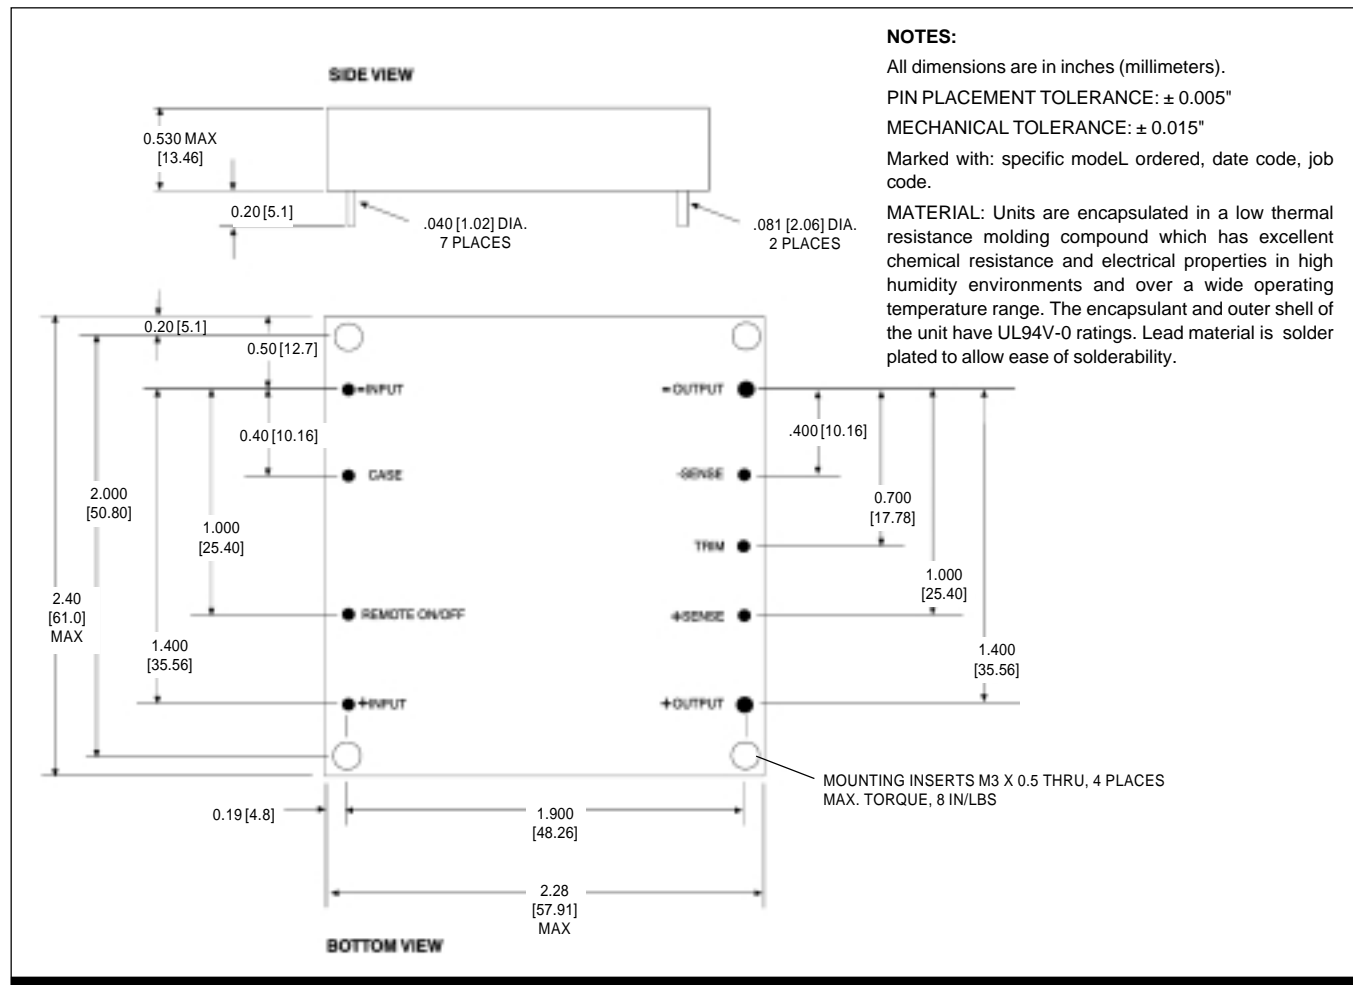 SIDE VIEW
0.530 MAX
[13.46]
0.20 [5.1]
.040 [1.02] DIA.
7 PLACES
.081 [2.06] DIA.
2 PLACES
NOTES:
All dimensions are in inches (millimeters).
PIN PLACEMENT TOLERANCE: ± 0.005"
MECHANICAL TOLERANCE: ± 0.015"
Marked with: specific modeL ordered, date code, job
code.
MATERIAL: Units are encapsulated in a low thermal
resistance molding compound which has excellent
chemical resistance and electrical properties in high
humidity environments and over a wide operating
temperature range. The encapsulant and outer shell of
the unit have UL94V-0 ratings. Lead material is solder
plated to allow ease of solderability.
0.20 [5.1]
0.50 [12.7]
-INPUT
-OUTPUT
0.40 [10.16]
.400 [10.16]
CASE
-SENSE
2.000
[50.80]
0.700
[17.78]
1.000
[25.40]
TRIM
1.000
[25.40]
2.40
[61.0]
MAX
REMOTE ON/OFF
+SENSE
1.400
[35.56]
1.400
[35.56]
+INPUT
+OUTPUT
MOUNTING INSERTS M3 X 0.5 THRU, 4 PLACES
MAX. TORQUE, 8 IN/LBS
0.19 [4.8]
1.900
[48.26]
2.28
[57.91]
MAX
BOTTOM VIEW